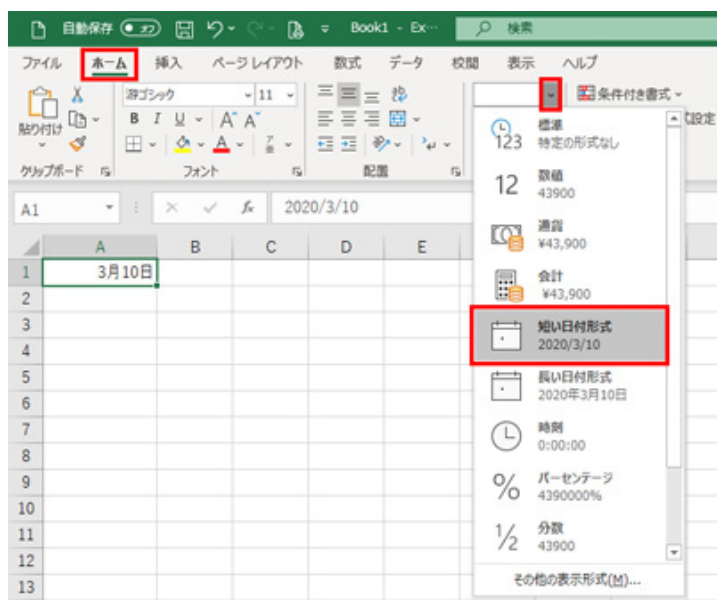 自動保存 オフ Book1 - Ex… 検索
ファイル ホーム 挿入 ページ レイアウト 数式 データ 校閲 表示 ヘルプ
游ゴシック 11 条件付き書式
B I U A A
貼り付け
クリップボード フォント 配置
A1 fx 2020/3/10
A B C D E
1 3月10日
2
3
4
5
6
7
8
9
10
11
12
13
123 標準
特定の形式なし
12 数値
43900
通貨
¥43,900
会計
¥43,900
短い日付形式
2020/3/10
長い日付形式
2020年3月10日
時刻
0:00:00
% パーセンテージ
4390000%
1/2 分数
43900
その他の表示形式(M)...